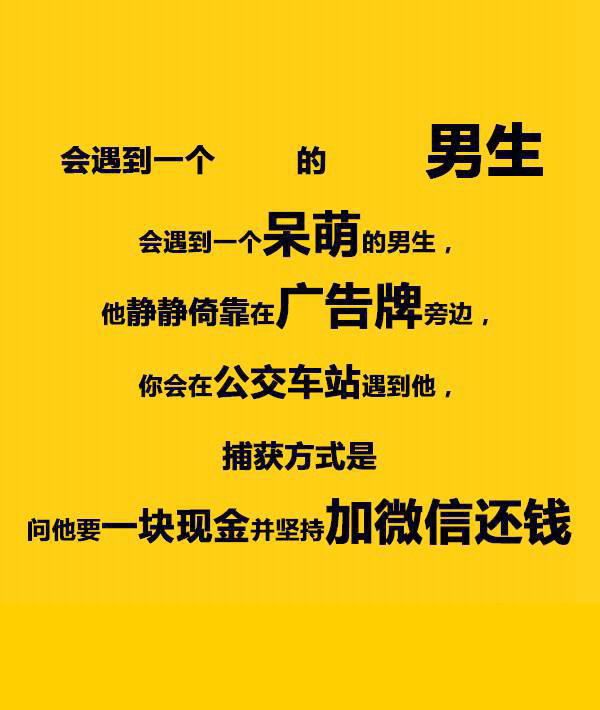 会遇到一个 的 男生
会遇到一个呆萌的男生，
他静静倚靠在广告牌旁边，
你会在公交车站遇到他，
捕获方式是
问他要一块现金并坚持加微信还钱